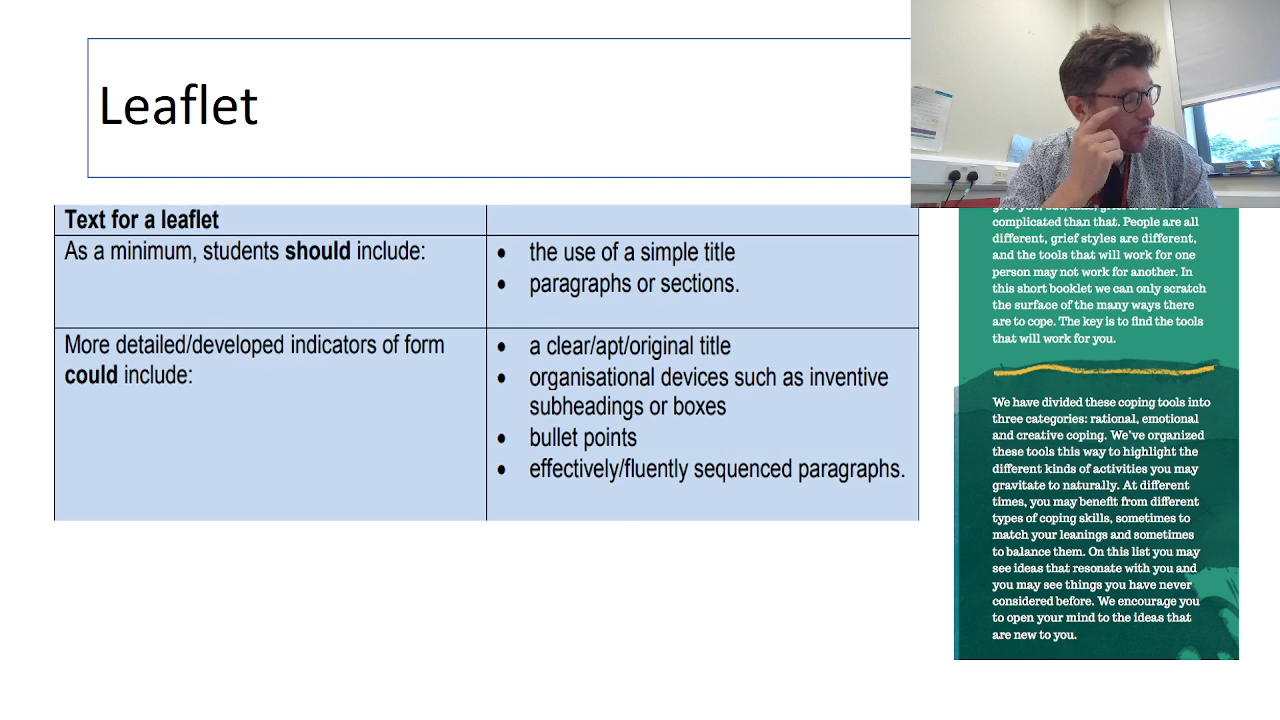 Leaflet
Text for a leaflet
As a minimum, students should include:
• the use of a simple title
• paragraphs or sections.
More detailed/developed indicators of form
could include:
• a clear/apt/original title
• organisational devices such as inventive
subheadings or boxes
• bullet points
• effectively/fluently sequenced paragraphs.
complicated than that. People are all
different, grief styles are different,
and the tools that will work for one
person may not work for another. In
this short booklet we can only scratch
the surface of the many ways there
are to cope. The key is to find the tools
that will work for you.
We have divided these coping tools into
three categories: rational, emotional
and creative coping. We've organized
these tools this way to highlight the
different kinds of activities you may
gravitate to naturally. At different
times, you may benefit from different
types of coping skills, sometimes to
match your leanings and sometimes
to balance them. On this list you may
see ideas that resonate with you and
you may see things you have never
considered before. We encourage you
to open your mind to the ideas that
are new to you.